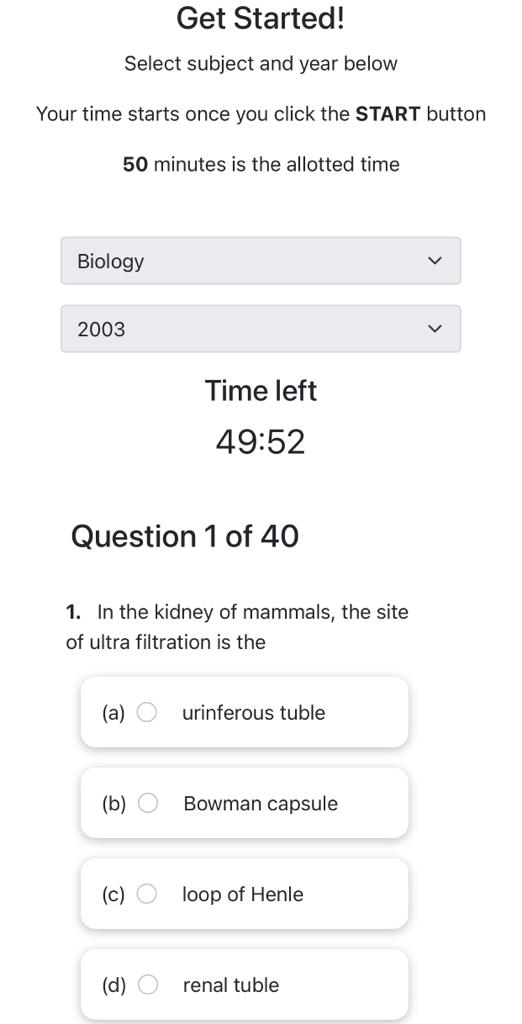 Get Started!
Select subject and year below
Your time starts once you click the START button
50 minutes is the allotted time
Biology
2003
Time left
49:52
Question 1 of 40
1. In the kidney of mammals, the site
of ultra filtration is the
(a) urinferous tuble
(b) Bowman capsule
(c) loop of Henle
(d) renal tuble